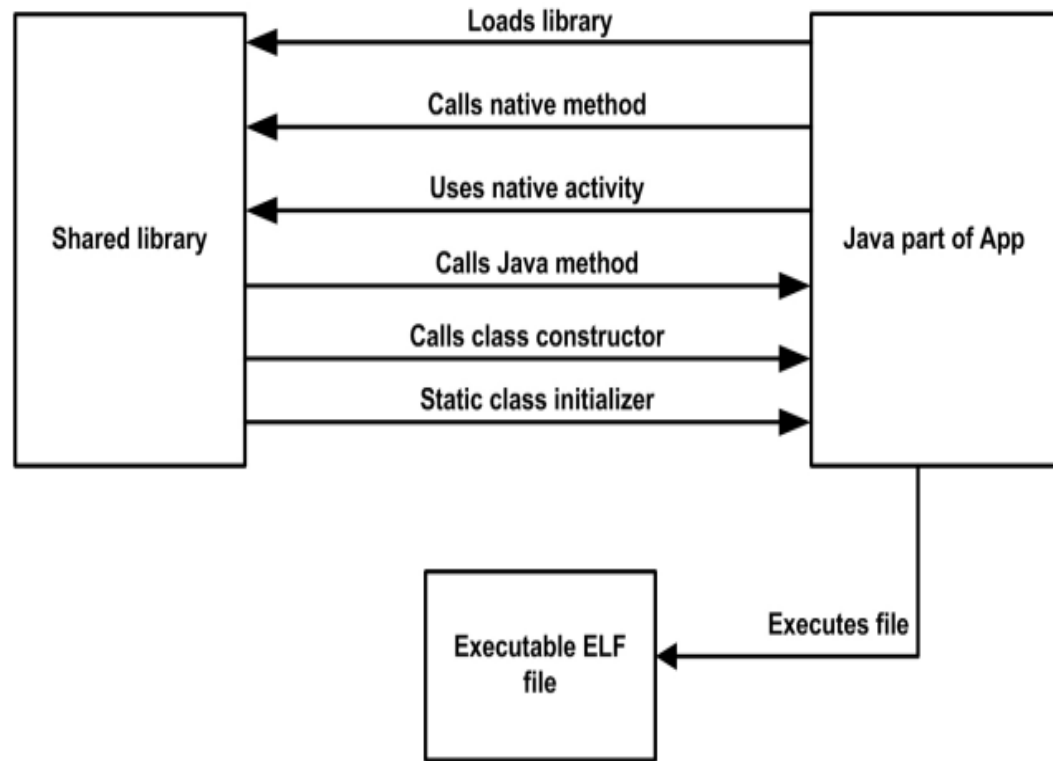 Loads library
Calls native method
Uses native activity
Shared library
Java part of App
Calls Java method
Calls class constructor
Static class initializer
Executes file
Executable ELF
file